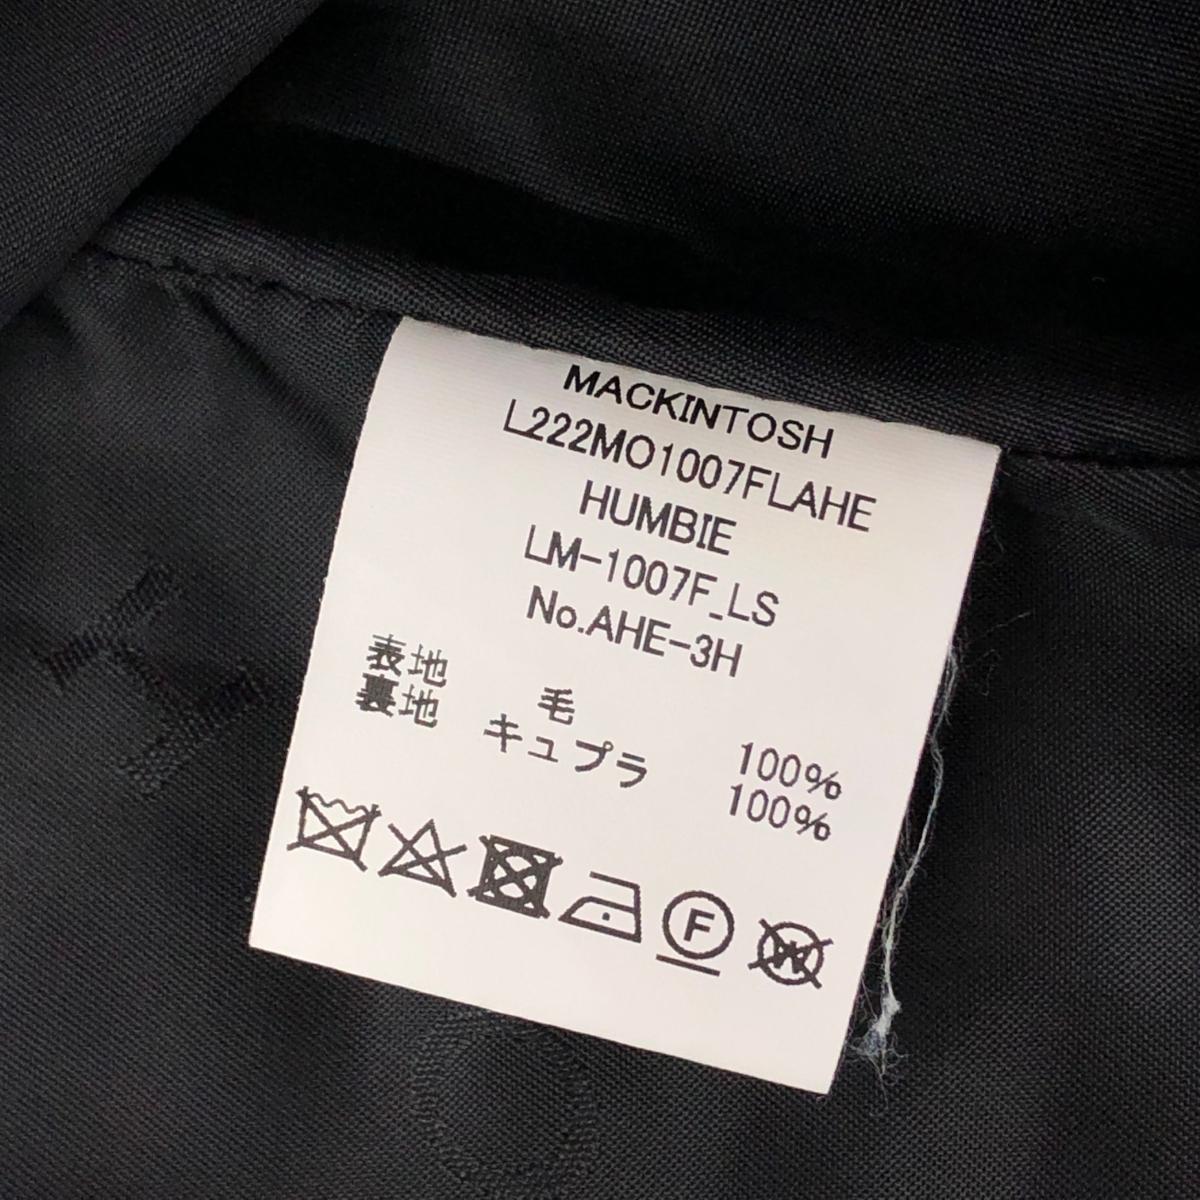 MACKINTOSH
L222MO1007FLAHE
HUMBIE
LM-1007F_LS
No.AHE-3H
表地 毛 100%
裏地 キュプラ 100%
F W